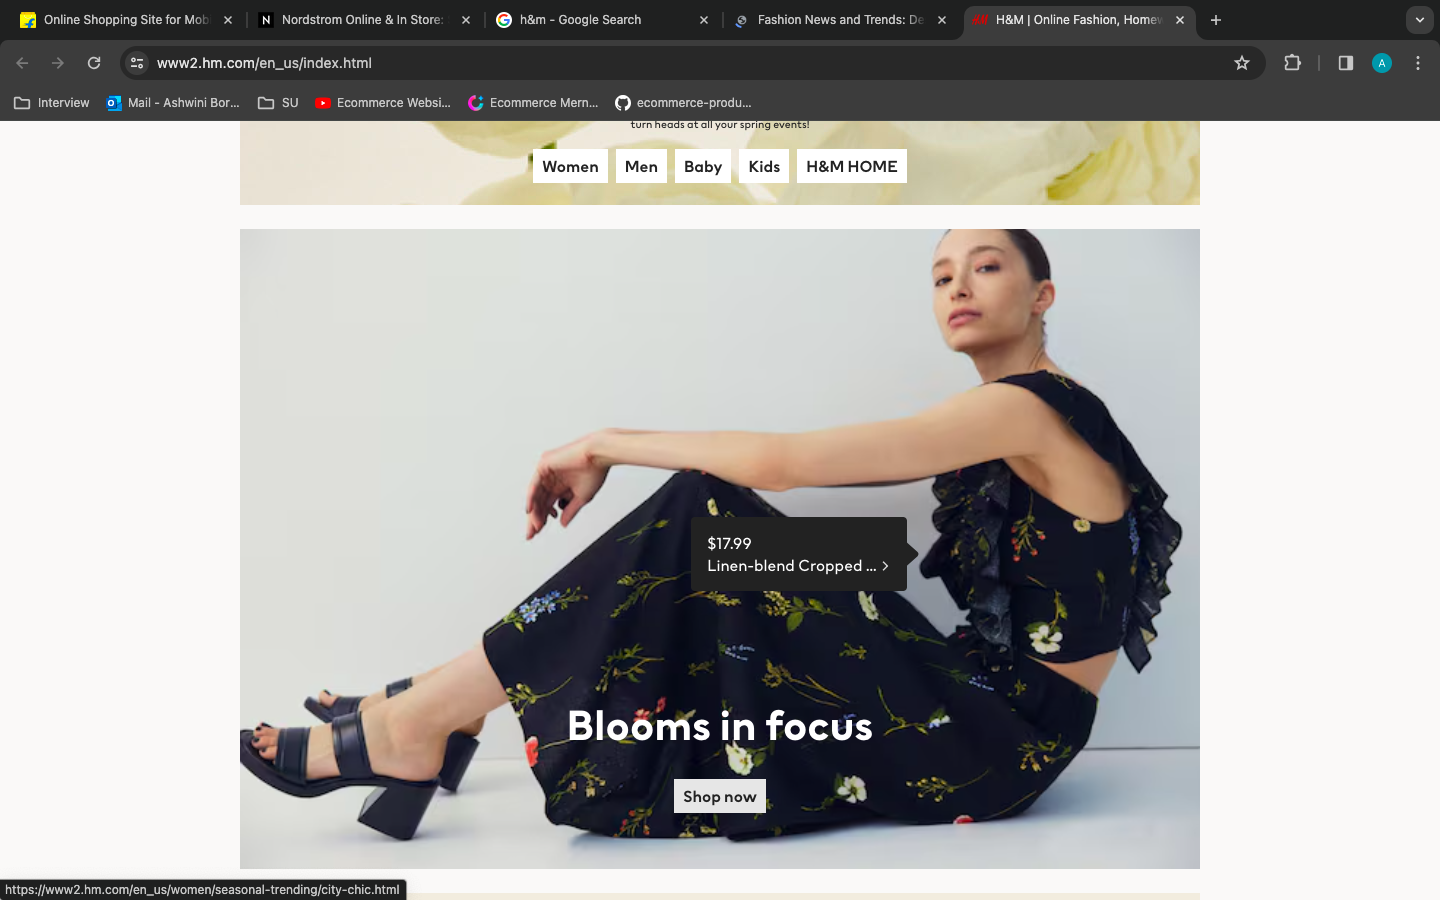 Online Shopping Site for Mobi
Nordstrom Online & In Store:
h&m - Google Search
Fashion News and Trends: De
H&M | Online Fashion, Homew
www2.hm.com/en_us/index.html
A
Interview
Mail - Ashwini Bor...
SU
Ecommerce Websi...
Ecommerce Mern...
ecommerce-produ...
turn heads at all your spring events!
Women
Men
Baby
Kids
H&M HOME
$17.99
Linen-blend Cropped ...
Blooms in focus
Shop now
https://www2.hm.com/en_us/women/seasonal-trending/city-chic.html